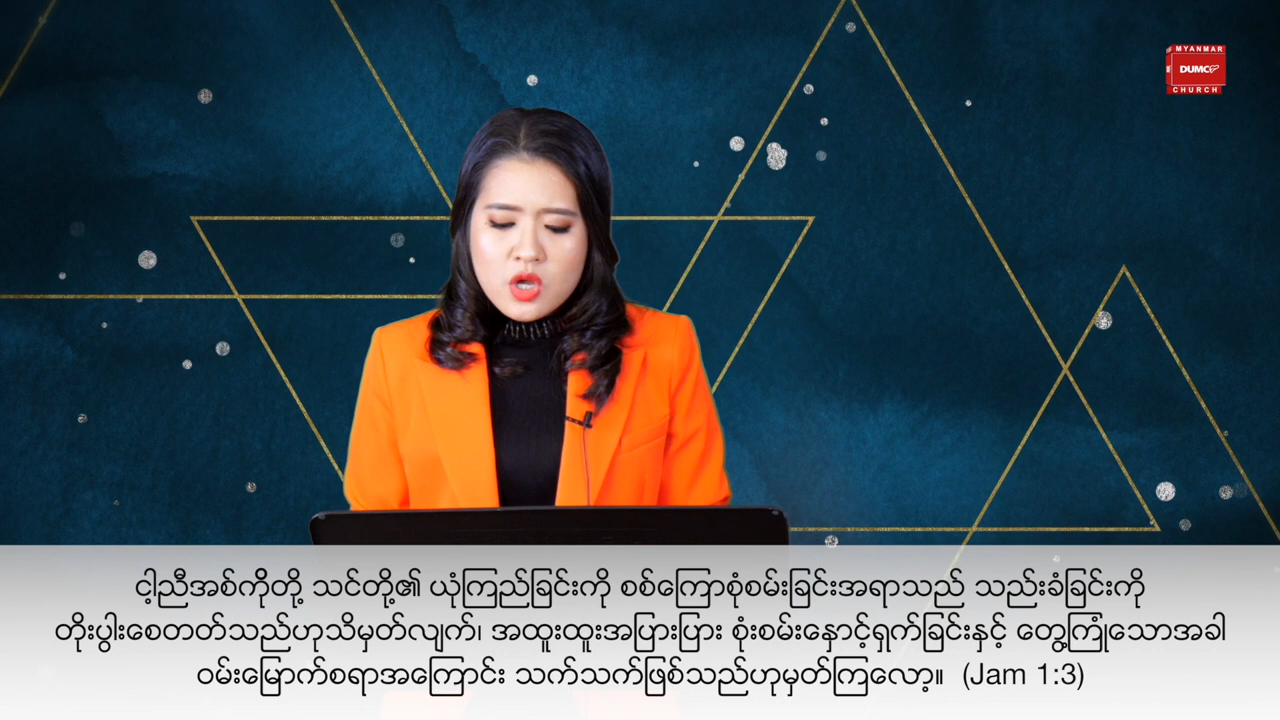 MYANMAR
DUMC
CHURCH
ငါ့ညီအစ်ကိုတို့ သင်တို့၏ ယုံကြည်ခြင်းကို စစ်ကြောစုံစမ်းခြင်းအရာသည် သည်းခံခြင်းကို
တိုးပွါးစေတတ်သည်ဟုသိမှတ်လျက်၊ အထူးထူးအပြားပြား စုံးစမ်းနှောင့်ရှက်ခြင်းနှင့် တွေ့ကြုံသောအခါ
ဝမ်းမြောက်စရာအကြောင်း သက်သက်ဖြစ်သည်ဟုမှတ်ကြလော့။ (Jam 1:3)